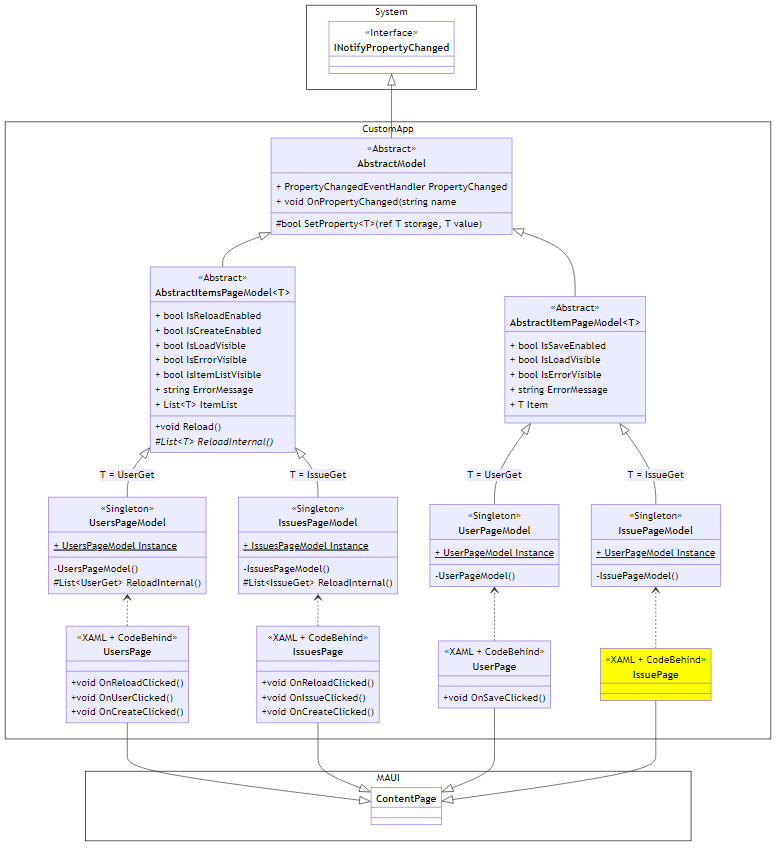 System
«Interface»
INotifyPropertyChanged
CustomApp
«Abstract»
AbstractModel
+ PropertyChangedEventHandler PropertyChanged
+ void OnPropertyChanged(string name
#bool SetProperty<T>(ref T storage, T value)
«Abstract»
AbstractItemsPageModel<T>
+ bool IsReloadEnabled
+ bool IsCreateEnabled
+ bool IsLoadVisible
+ bool IsErrorVisible
+ bool IsItemListVisible
+ string ErrorMessage
+ List<T> ItemList
+void Reload()
#List<T> ReloadInternal()
«Abstract»
AbstractItemPageModel<T>
+ bool IsSaveEnabled
+ bool IsLoadVisible
+ bool IsErrorVisible
+ string ErrorMessage
+ T Item
T = UserGet
T = IssueGet
T = UserGet
T = IssueGet
«Singleton»
UsersPageModel
+ UsersPageModel Instance
-UsersPageModel()
#List<UserGet> ReloadInternal()
«Singleton»
IssuesPageModel
+ IssuesPageModel Instance
-IssuesPageModel()
#List<IssueGet> ReloadInternal()
«Singleton»
UserPageModel
+ UserPageModel Instance
-UserPageModel()
«Singleton»
IssuePageModel
+ UserPageModel Instance
-IssuePageModel()
«XAML + CodeBehind»
UsersPage
+void OnReloadClicked()
+void OnUserClicked()
+void OnCreateClicked()
«XAML + CodeBehind»
IssuesPage
+void OnReloadClicked()
+void OnIssueClicked()
+void OnCreateClicked()
«XAML + CodeBehind»
UserPage
+void OnSaveClicked()
«XAML + CodeBehind»
IssuePage
MAUI
ContentPage